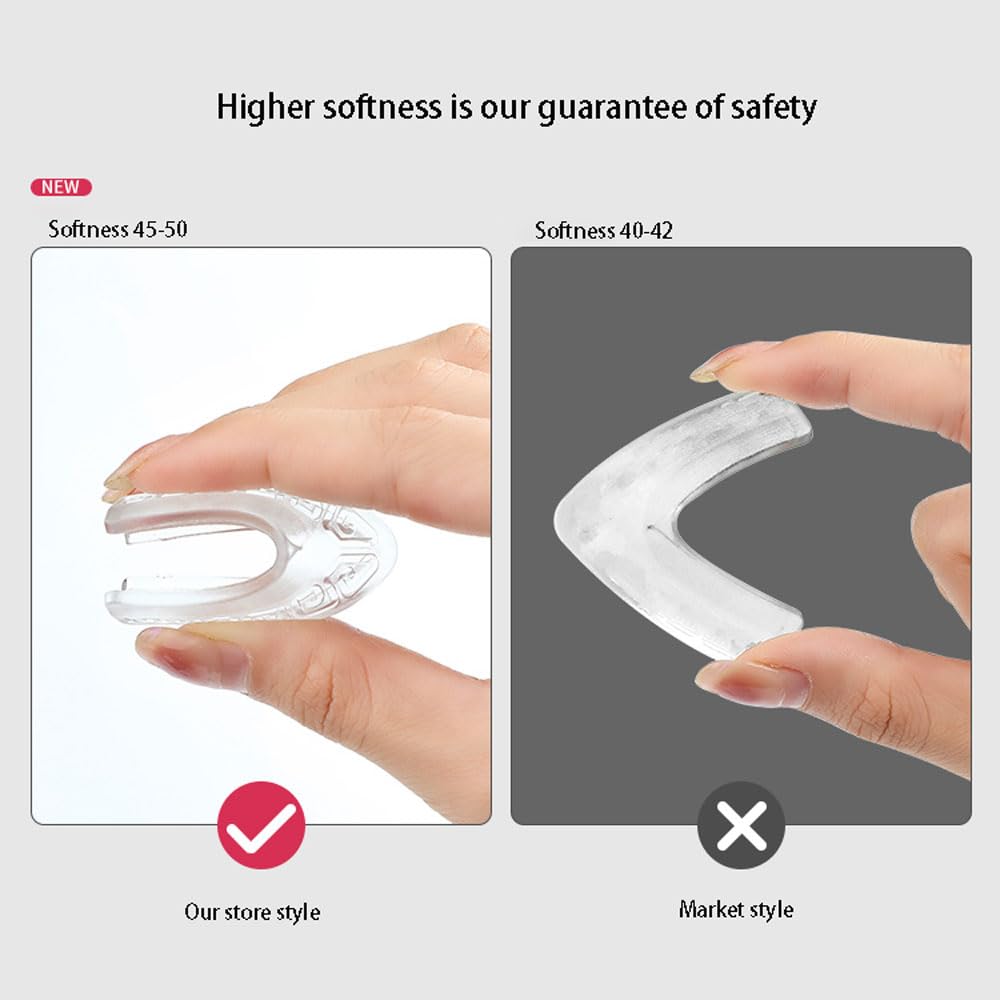 Higher softness is our guarantee of safety
NEW
Softness 45-50
Softness 40-42
Our store style
Market style